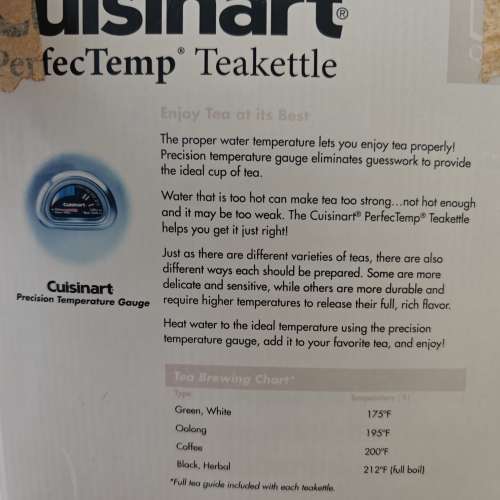 Cuisinart®
PerfecTemp® Teakettle
Enjoy Tea at its Best
The proper water temperature lets you enjoy tea properly!
Precision temperature gauge eliminates guesswork to provide
the ideal cup of tea.
Water that is too hot can make tea too strong...not hot enough
and it may be too weak. The Cuisinart® PerfecTemp® Teakettle
helps you get it just right!
Just as there are different varieties of teas, there are also
different ways each should be prepared. Some are more
delicate and sensitive, while others are more durable and
require higher temperatures to release their full, rich flavor.
Heat water to the ideal temperature using the precision
temperature gauge, add it to your favorite tea, and enjoy!
Cuisinart
Cuisinart
Precision Temperature Gauge
Tea Brewing Chart*
Type Temperature (°F)
Green, White 175°F
Oolong 195°F
Coffee 200°F
Black, Herbal 212°F (full boil)
*Full tea guide included with each teakettle.